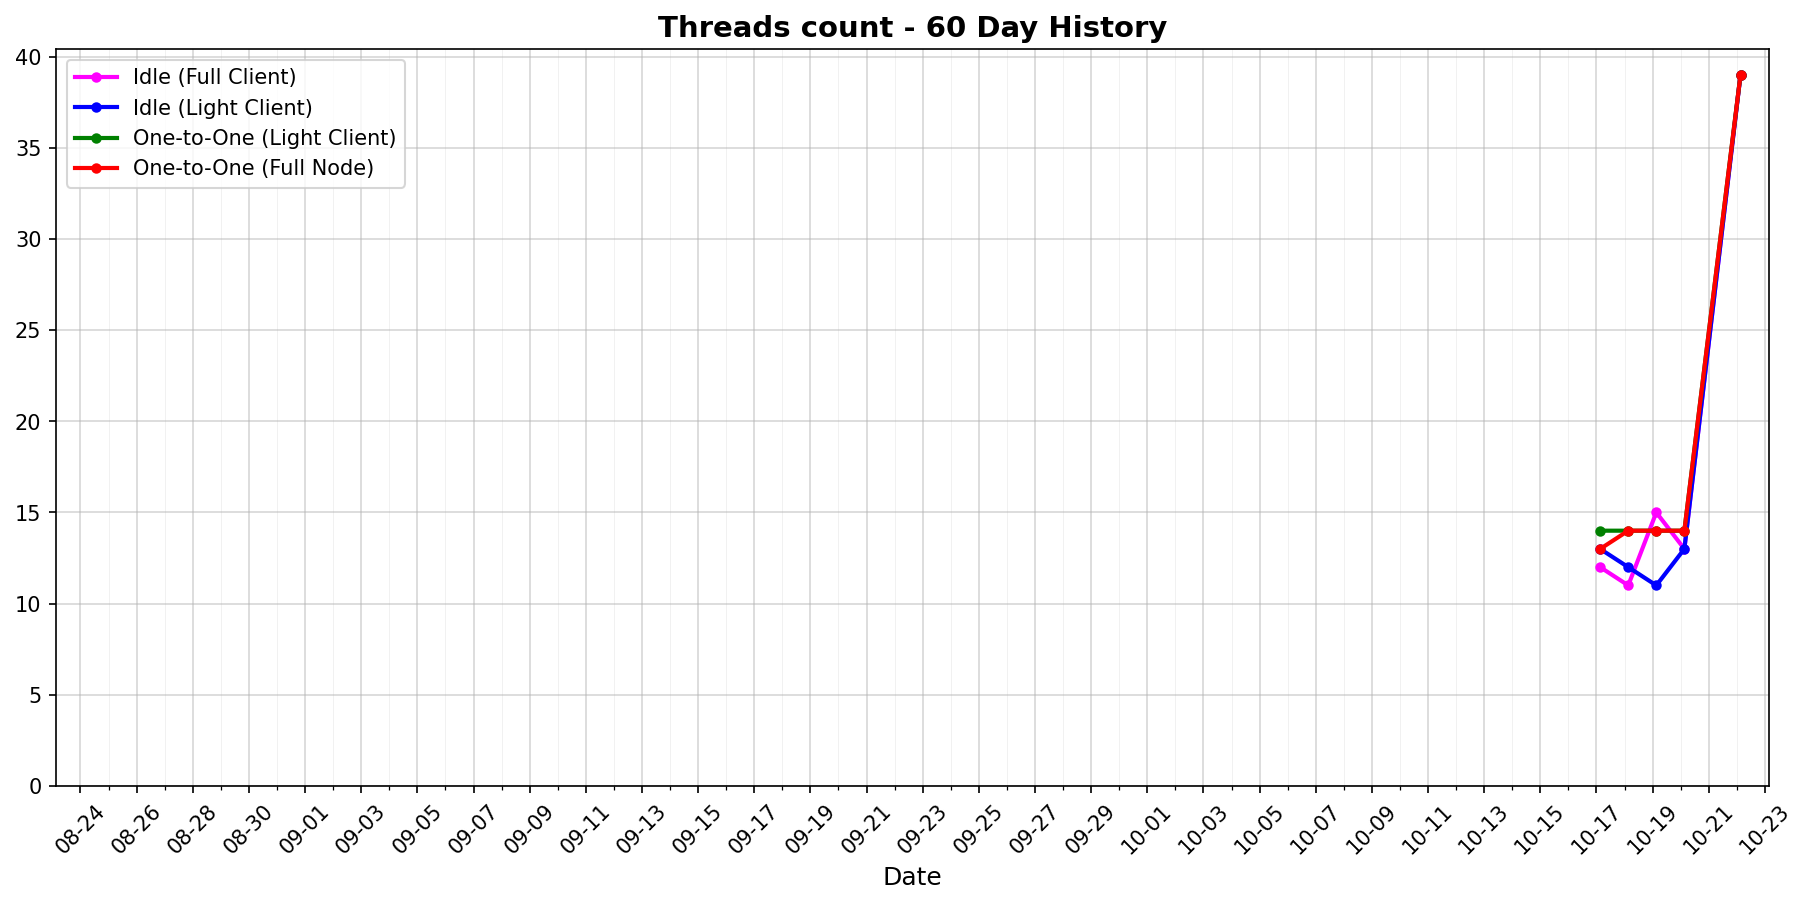 Threads count - 60 Day History
40
35
30
25
20
15
10
5
0
Idle (Full Client)
Idle (Light Client)
One-to-One (Light Client)
One-to-One (Full Node)
08-24 08-26 08-28 08-30 09-01 09-03 09-05 09-07 09-09 09-11 09-13 09-15 09-17 09-19 09-21 09-23 09-25 09-27 09-29 10-01 10-03 10-05 10-07 10-09 10-11 10-13 10-15 10-17 10-19 10-21 10-23
Date